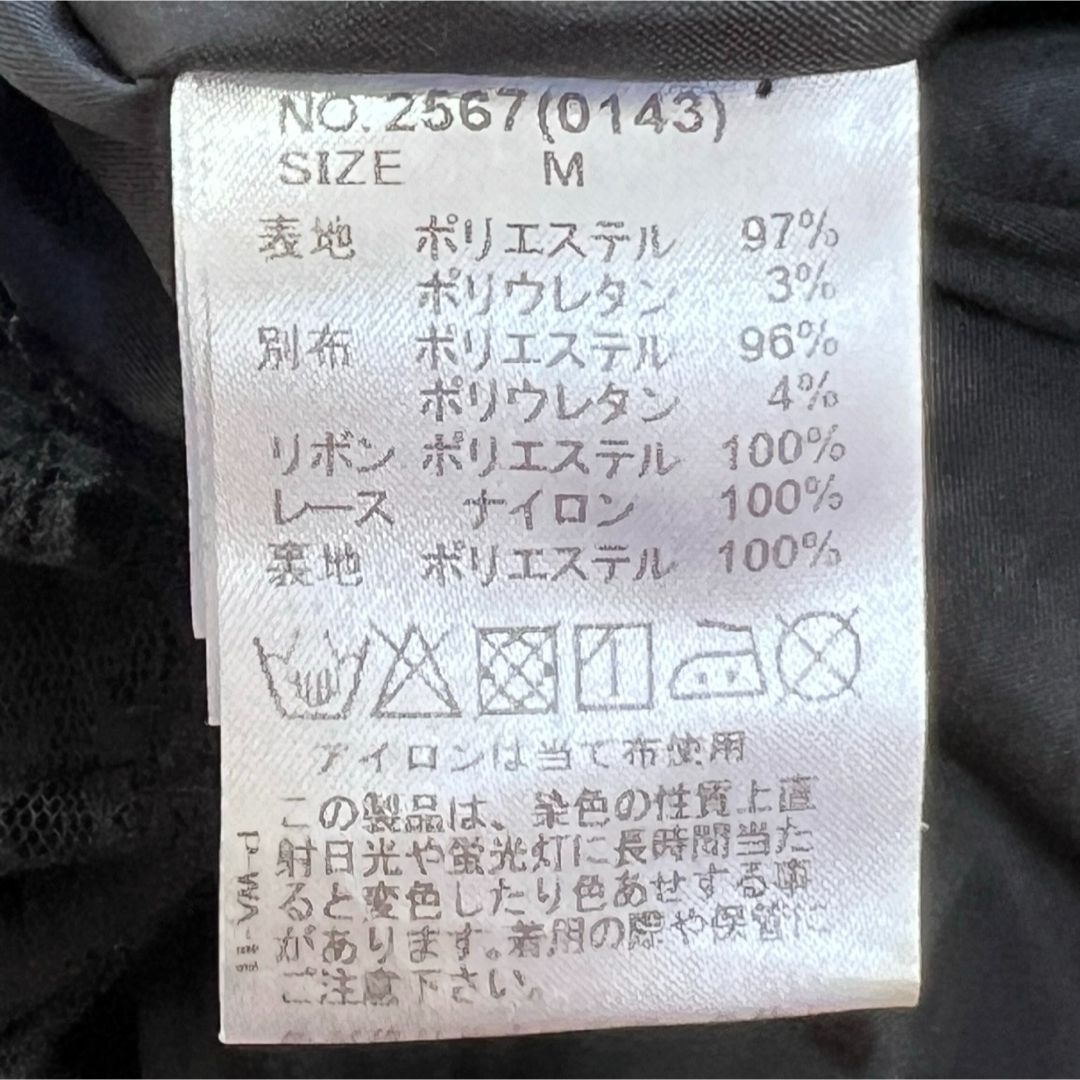 NO. 2567(0143)
SIZE M
表地 ポリエステル 97%
ポリウレタン 3%
別布 ポリエステル 96%
ポリウレタン 4%
リボン ポリエステル 100%
レース ナイロン 100%
裏地 ポリエステル 100%
アイロンは当て布使用
この製品は、染色の性質上直
射日光や蛍光灯に長時間当た
ると変色したり色あせする事
があります。着用の際や保管に
ご注意下さい。